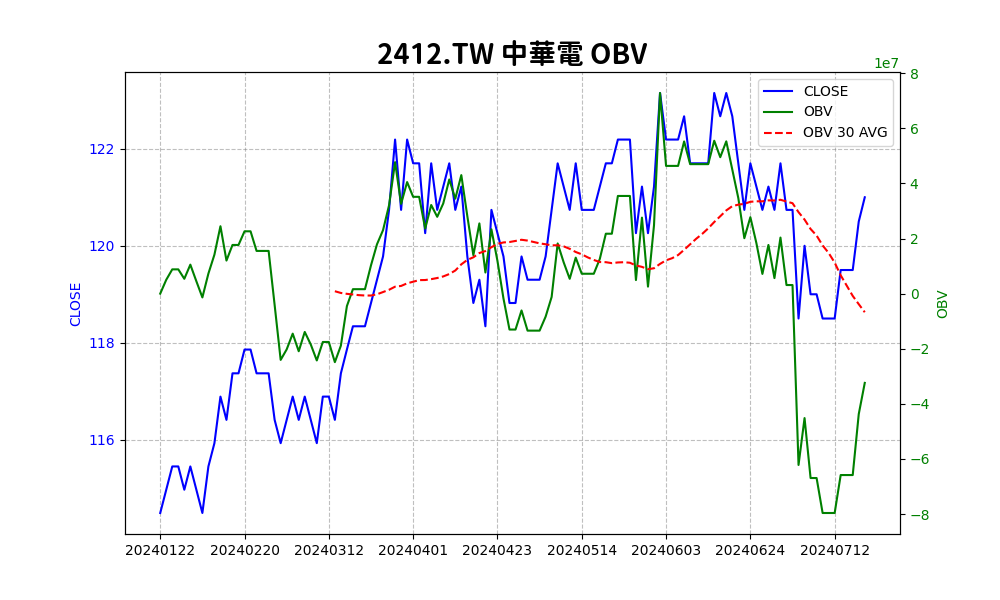 2412.TW 中華電 OBV
1e7
CLOSE
OBV
OBV 30 AVG
122
120
118
116
CLOSE
8
6
4
2
0
−2
−4
−6
−8
OBV
20240122 20240220 20240312 20240401 20240423 20240514 20240603 20240624 20240712